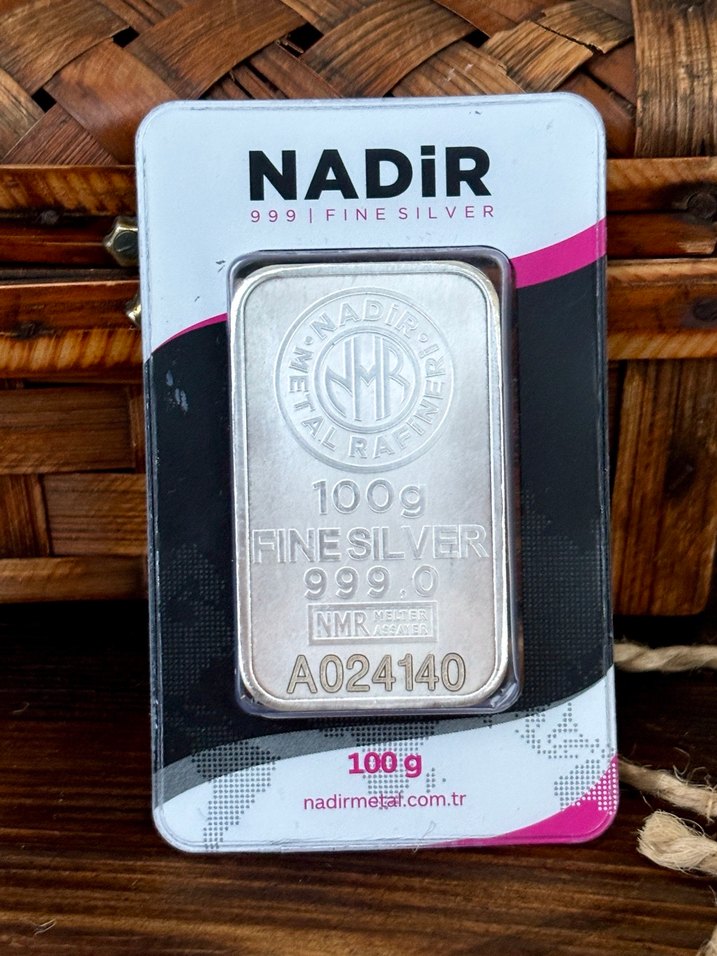 NADiR
999 | FINE SILVER
NADiR
METAL RAFiNERi
NMR
100g
FINE SILVER
999.0
NMR MELTER ASSAYER
A024140
100 g
nadirmetal.com.tr